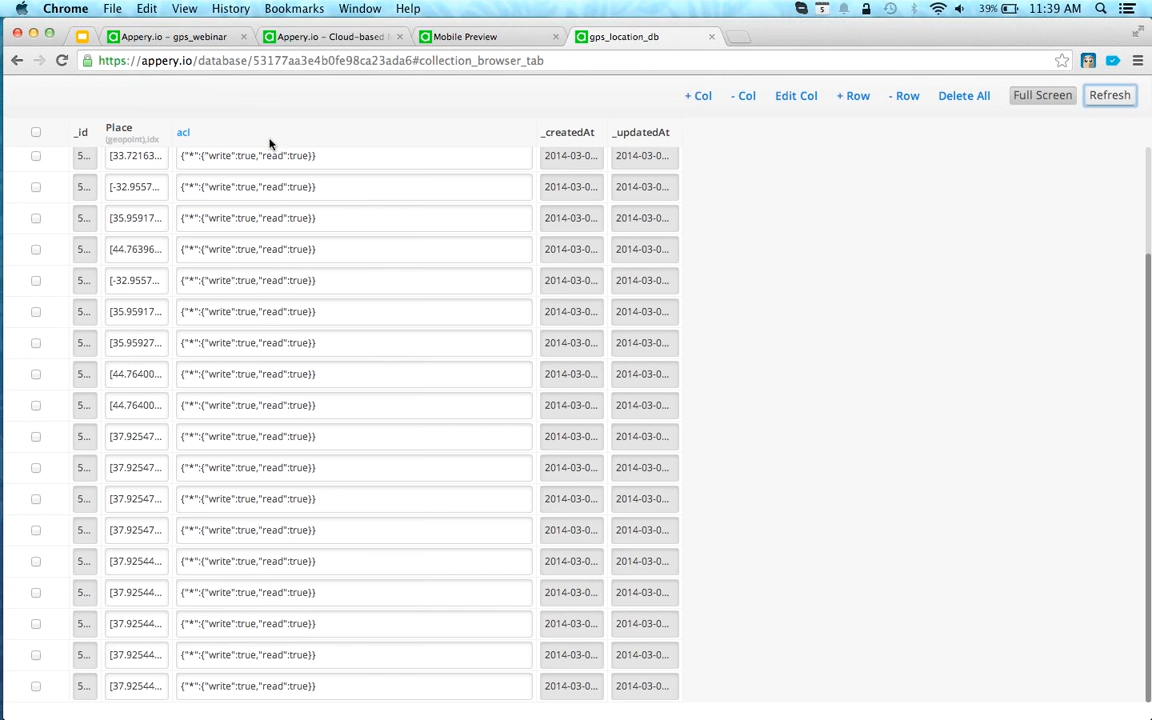 Chrome File Edit View History Bookmarks Window Help 5 39% 11:39 AM
Appery.io – gps_webinar Appery.io – Cloud-based Mobile Preview gps_location_db
https://appery.io/database/53177aa3e4b0fe98ca23ada6#collection_browser_tab
+ Col - Col Edit Col + Row - Row Delete All Full Screen Refresh
_id Place acl _createdAt _updatedAt
(geopoint),idx
5... [33.72163... {"*":{"write":true,"read":true}} 2014-03-0... 2014-03-0...
5... [-32.9557... {"*":{"write":true,"read":true}} 2014-03-0... 2014-03-0...
5... [35.95917... {"*":{"write":true,"read":true}} 2014-03-0... 2014-03-0...
5... [44.76396... {"*":{"write":true,"read":true}} 2014-03-0... 2014-03-0...
5... [-32.9557... {"*":{"write":true,"read":true}} 2014-03-0... 2014-03-0...
5... [35.95917... {"*":{"write":true,"read":true}} 2014-03-0... 2014-03-0...
5... [35.95927... {"*":{"write":true,"read":true}} 2014-03-0... 2014-03-0...
5... [44.76400... {"*":{"write":true,"read":true}} 2014-03-0... 2014-03-0...
5... [44.76400... {"*":{"write":true,"read":true}} 2014-03-0... 2014-03-0...
5... [37.92547... {"*":{"write":true,"read":true}} 2014-03-0... 2014-03-0...
5... [37.92547... {"*":{"write":true,"read":true}} 2014-03-0... 2014-03-0...
5... [37.92547... {"*":{"write":true,"read":true}} 2014-03-0... 2014-03-0...
5... [37.92547... {"*":{"write":true,"read":true}} 2014-03-0... 2014-03-0...
5... [37.92544... {"*":{"write":true,"read":true}} 2014-03-0... 2014-03-0...
5... [37.92544... {"*":{"write":true,"read":true}} 2014-03-0... 2014-03-0...
5... [37.92544... {"*":{"write":true,"read":true}} 2014-03-0... 2014-03-0...
5... [37.92544... {"*":{"write":true,"read":true}} 2014-03-0... 2014-03-0...
5... [37.92544... {"*":{"write":true,"read":true}} 2014-03-0... 2014-03-0...